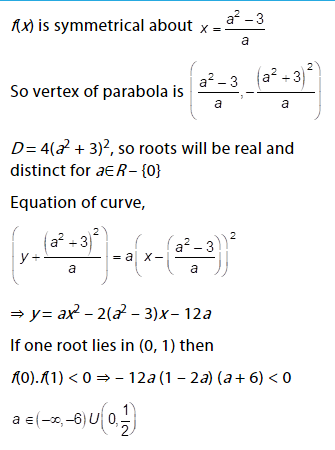 f(x) is symmetrical about x = (a² – 3)/a
So vertex of parabola is ((a² – 3)/a, –(a² + 3)²/a)
D = 4(a² + 3)², so roots will be real and
distinct for a∈R – {0}
Equation of curve,
(y + (a² + 3)²/a) = a(x – ((a² – 3)/a))²
⇒ y = ax² – 2(a² – 3)x – 12a
If one root lies in (0, 1) then
f(0).f(1) < 0 ⇒ – 12a (1 – 2a) (a + 6) < 0
a ∈ (–∞, –6) U (0, 1/2)